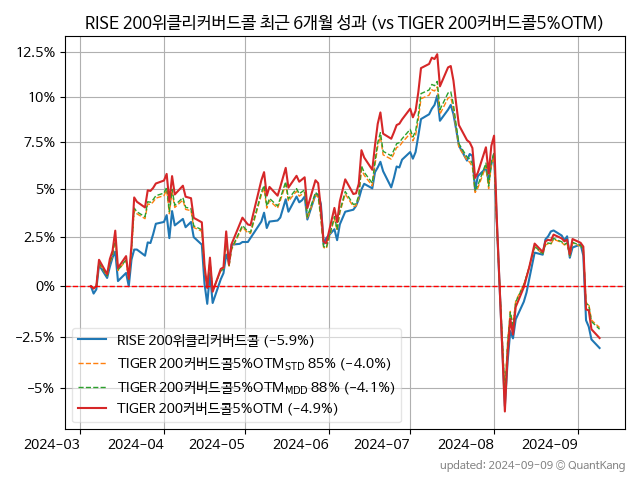 RISE 200위클리커버드콜 최근 6개월 성과 (vs TIGER 200커버드콜5%OTM)
12.5%
10%
7.5%
5%
2.5%
0%
−2.5%
−5%
RISE 200위클리커버드콜 (−5.9%)
TIGER 200커버드콜5%OTM STD 85% (−4.0%)
TIGER 200커버드콜5%OTM MDD 88% (−4.1%)
TIGER 200커버드콜5%OTM (−4.9%)
2024-03 2024-04 2024-05 2024-06 2024-07 2024-08 2024-09
updated: 2024-09-09 © QuantKang